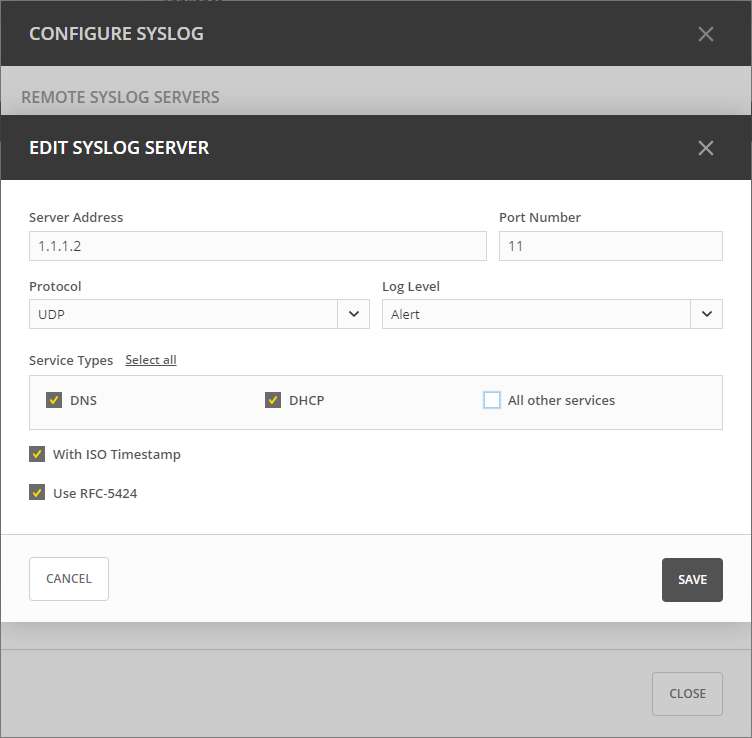 CONFIGURE SYSLOG
REMOTE SYSLOG SERVERS
EDIT SYSLOG SERVER
Server Address Port Number
1.1.1.2 11
Protocol Log Level
UDP Alert
Service Types Select all
DNS DHCP All other services
With ISO Timestamp
Use RFC-5424
CANCEL SAVE
CLOSE